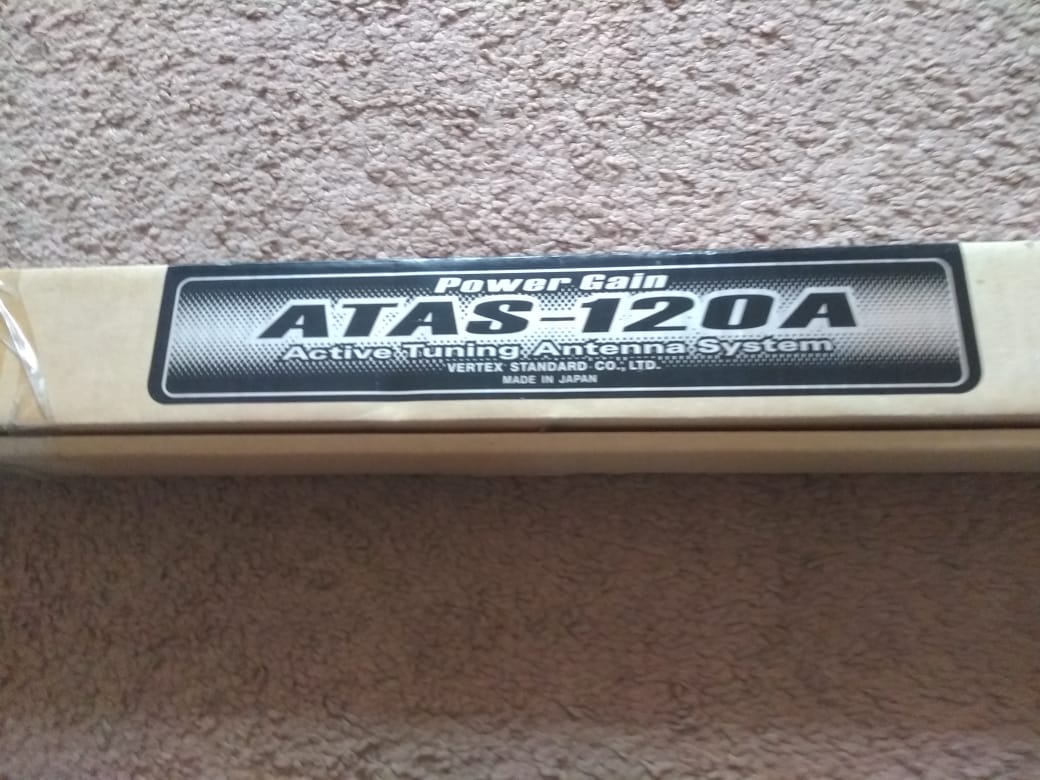 Power Gain
ATAS-120A
Active Tuning Antenna System
VERTEX STANDARD CO., LTD.
MADE IN JAPAN